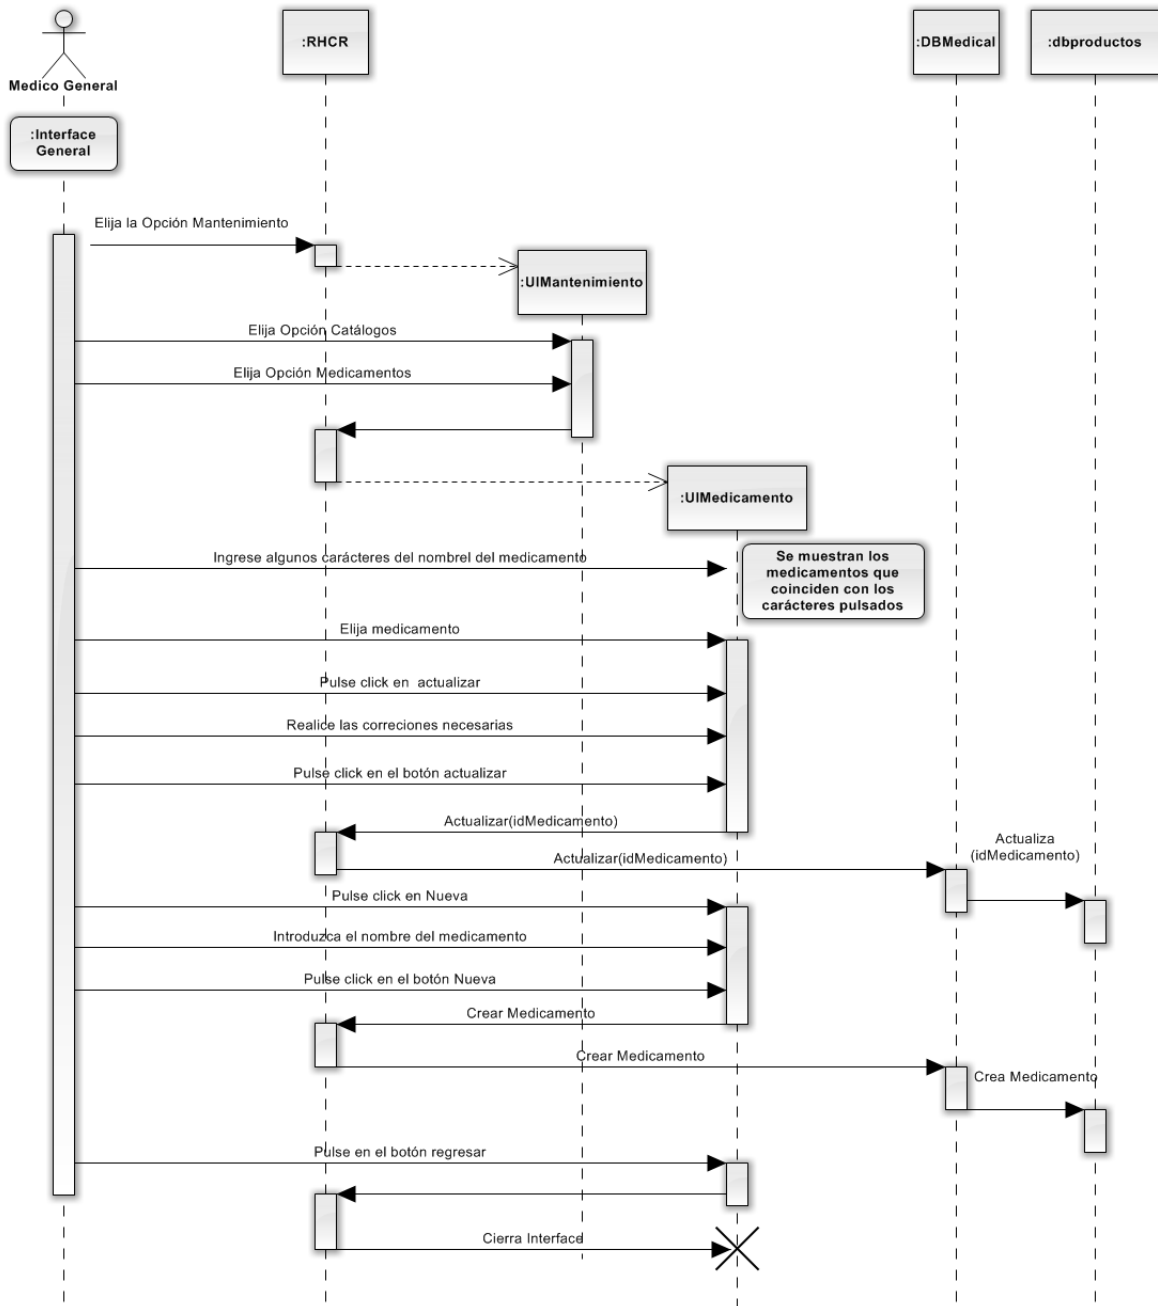 :RHCR
:DBMedical
:dbproductos
Medico General
:Interface
General
Elija la Opción Mantenimiento
:UIMantenimiento
Elija Opción Catálogos
Elija Opción Medicamentos
:UIMedicamento
Ingrese algunos carácteres del nombrel del medicamento
Se muestran los
medicamentos que
coinciden con los
carácteres pulsados
Elija medicamento
Pulse click en  actualizar
Realice las correciones necesarias
Pulse click en el botón actualizar
Actualizar(idMedicamento)
Actualizar(idMedicamento)
Actualiza
(idMedicamento)
Pulse click en Nueva
Introduzca el nombre del medicamento
Pulse click en el botón Nueva
Crear Medicamento
Crear Medicamento
Crea Medicamento
Pulse en el botón regresar
Cierra Interface